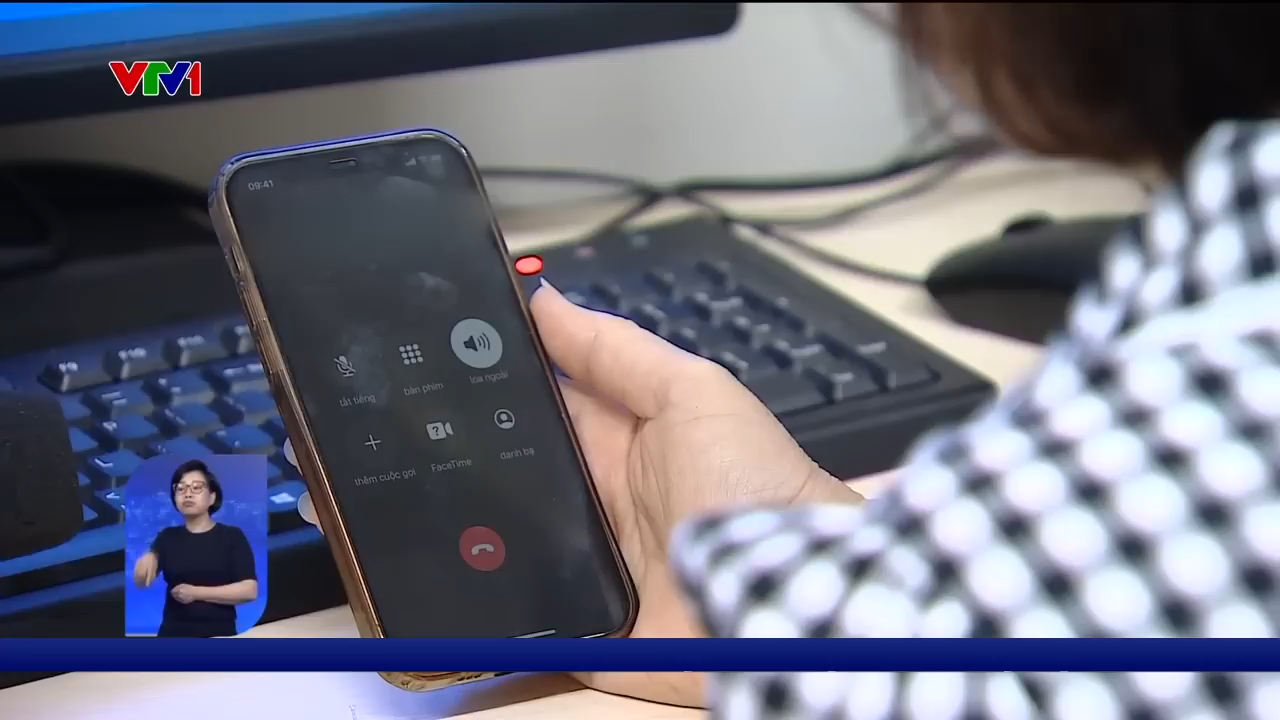 VTV1
09:41
tắt tiếng
bàn phím
loa ngoài
thêm cuộc gọi
FaceTime
danh bạ